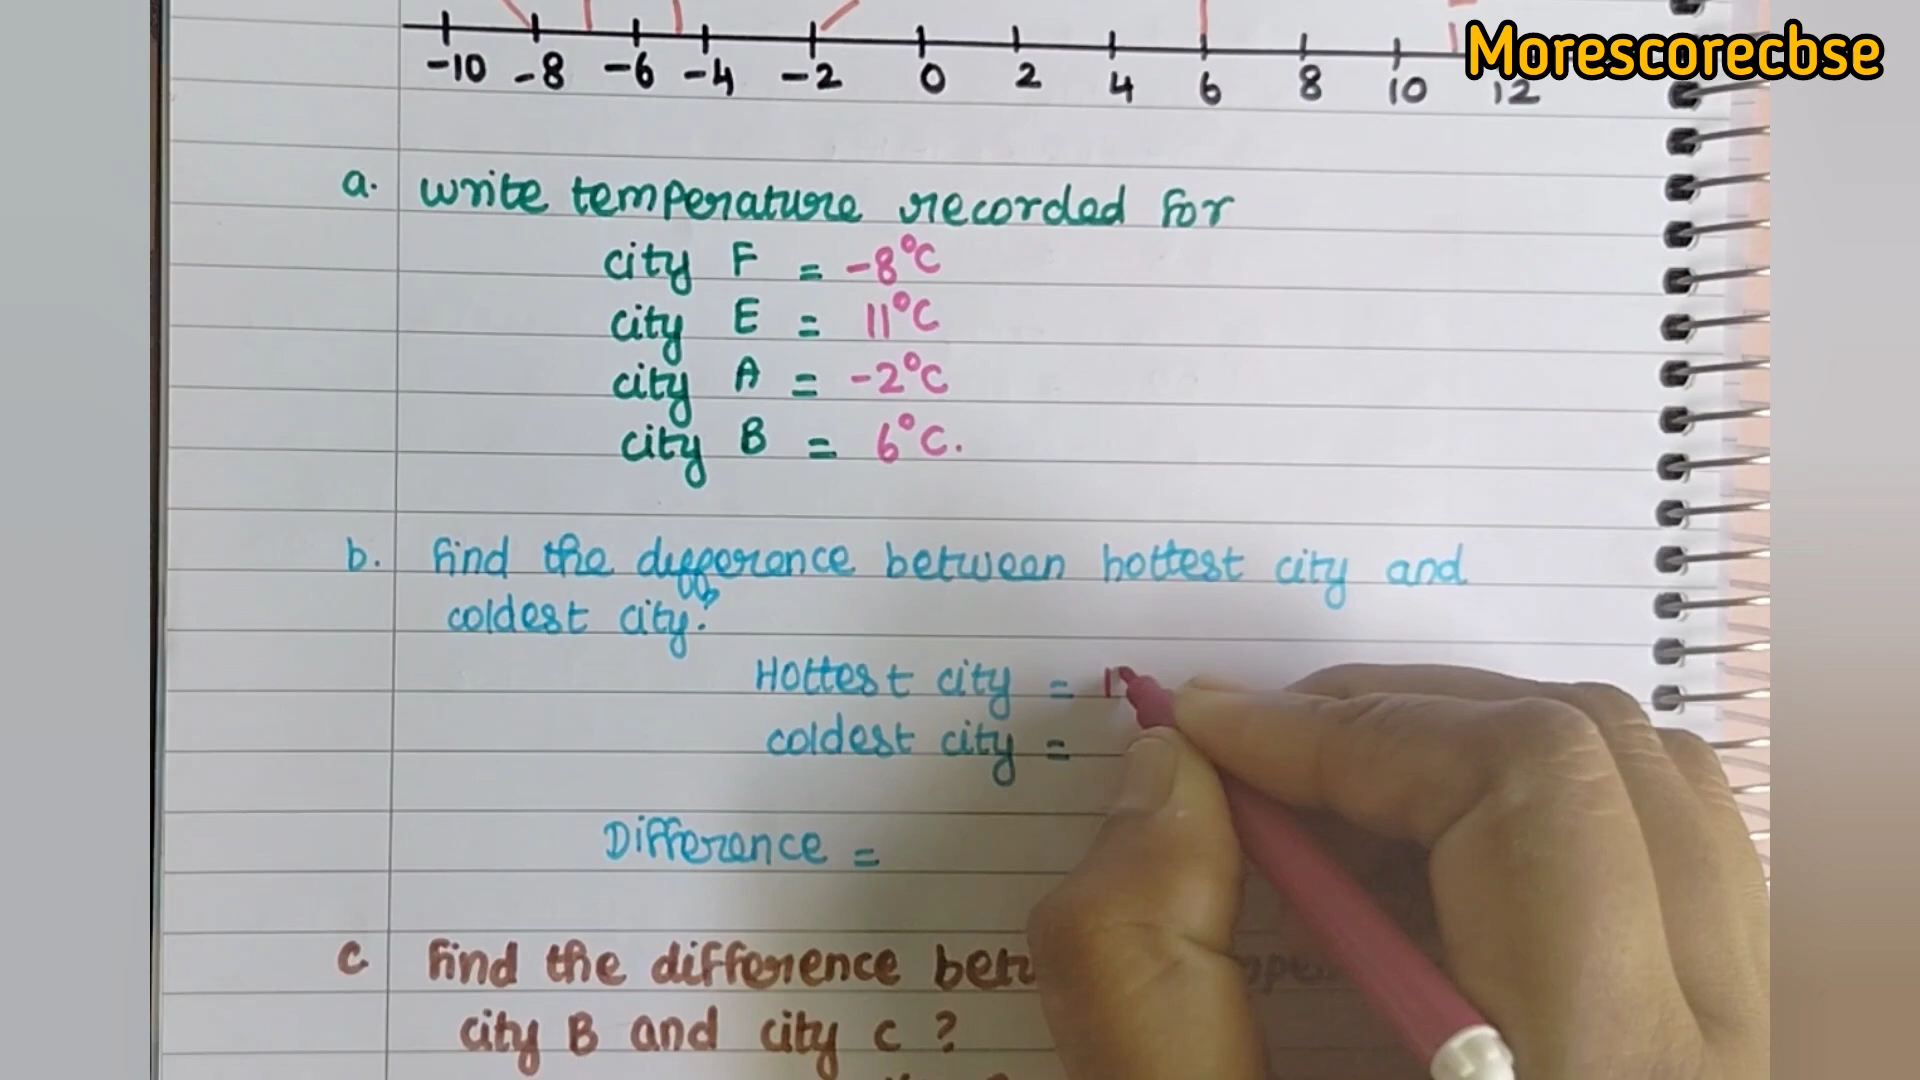 Morescorecbse
-10 -8 -6 -4 -2 0 2 4 6 8 10 12
a. write temperature recorded for
city F = -8°C
city E = 11°C
city A = -2°C
city B = 6°C.
b. find the difference between hottest city and
coldest city?
Hottest city = 1
coldest city =
Difference =
c find the difference
city B and city c ?